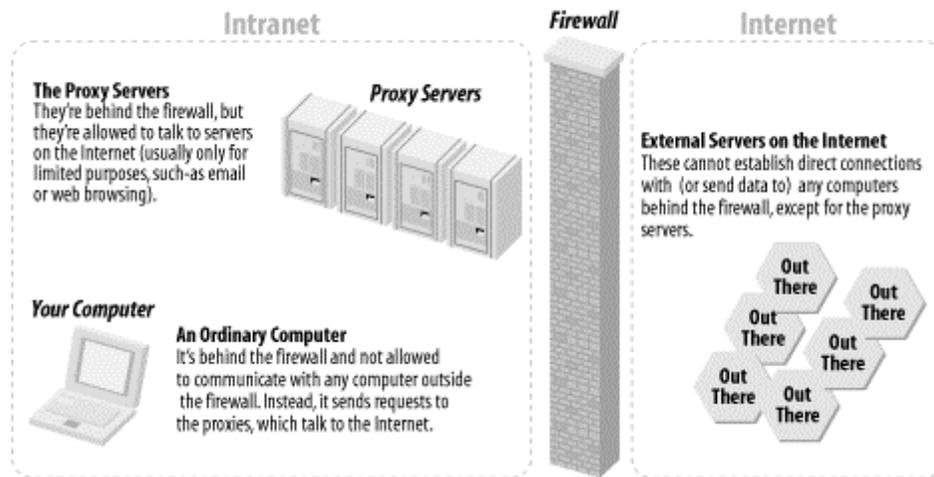 Intranet
Firewall
Internet
The Proxy Servers
They're behind the firewall, but
they're allowed to talk to servers
on the Internet (usually only for
limited purposes, such-as email
or web browsing).
Proxy Servers
External Servers on the Internet
These cannot establish direct connections
with (or send data to) any computers
behind the firewall, except for the proxy
servers.
Your Computer
An Ordinary Computer
It's behind the firewall and not allowed
to communicate with any computer outside
the firewall. Instead, it sends requests to
the proxies, which talk to the Internet.
Out
There
Out
There
Out
There
Out
There
Out
There
Out
There